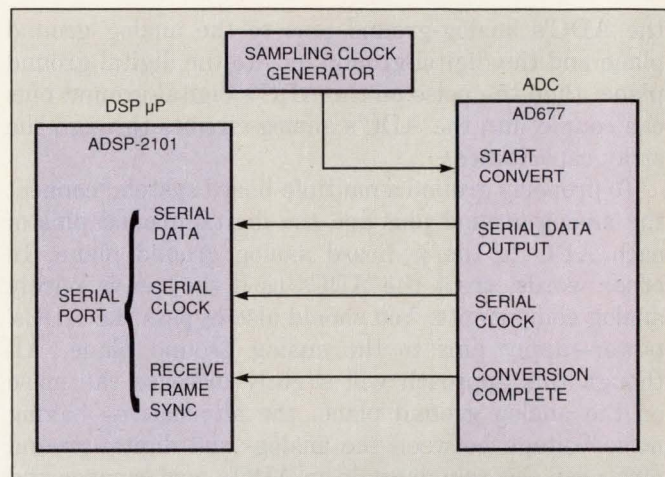 SAMPLING CLOCK
GENERATOR
DSP µP
ADSP-2101
ADC
AD677
START
CONVERT
SERIAL
DATA
SERIAL DATA
OUTPUT
SERIAL
PORT
SERIAL
CLOCK
SERIAL
CLOCK
RECEIVE
FRAME
SYNC
CONVERSION
COMPLETE